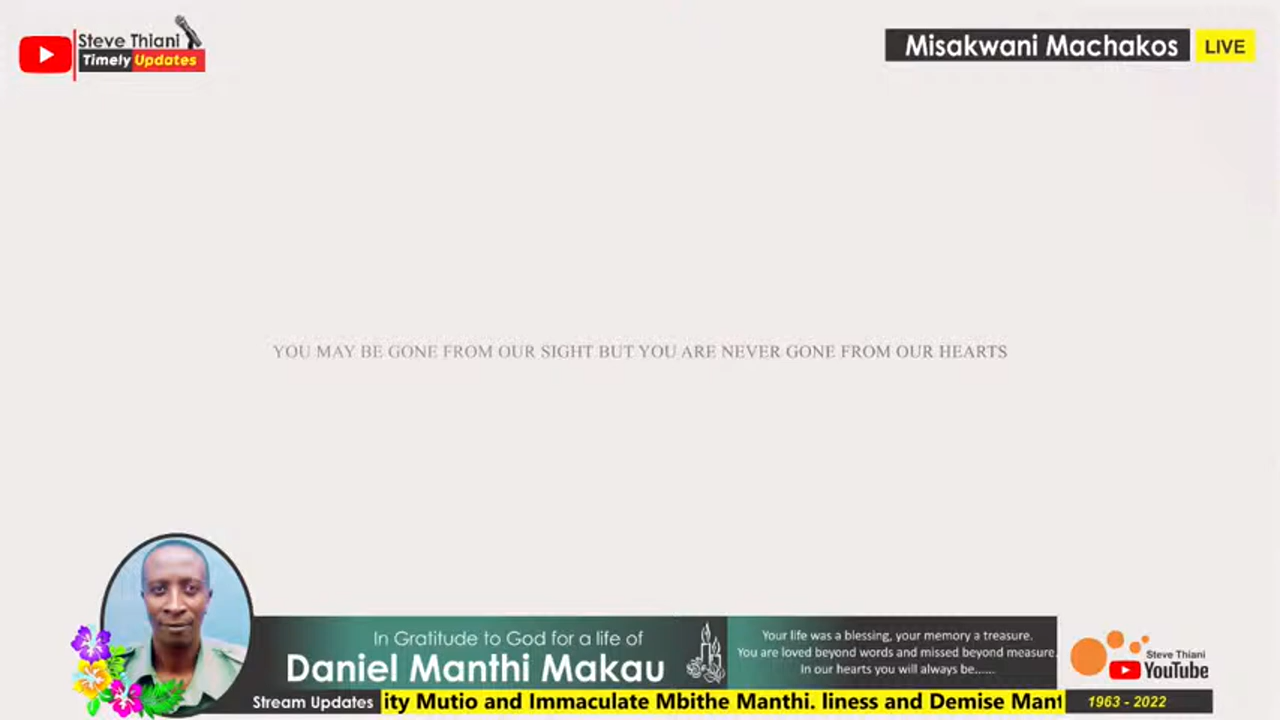 Steve Thiani
Timely Updates
Misakwani Machakos LIVE
YOU MAY BE GONE FROM OUR SIGHT BUT YOU ARE NEVER GONE FROM OUR HEARTS
In Gratitude to God for a life of
Daniel Manthi Makau
Your life was a blessing, your memory a treasure.
You are loved beyond words and missed beyond measure.
In our hearts you will always be......
Steve Thiani
YouTube
Stream Updates ity Mutio and Immaculate Mbithe Manthi. liness and Demise Mant
1963 - 2022